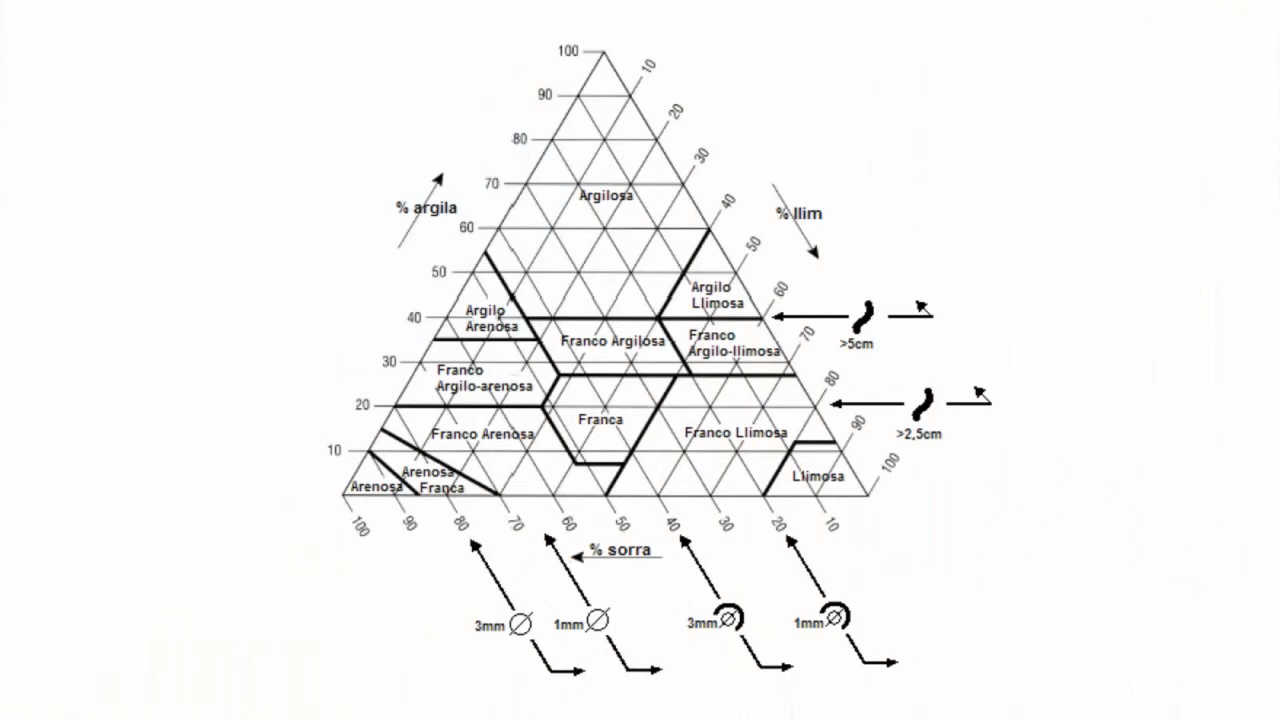 100
10
90
20
80
30
70
Argilosa
40
% argila
% llim
60
50
50
60
Argilo
Llimosa
40
Argilo
Arenosa
70
Franco Argilosa
Franco
Argilo-llimosa
>5cm
30
Franco
Argilo-arenosa
80
20
Franca
90
Franco Arenosa
Franco Llimosa
>2,5cm
10
100
Arenosa
Franca
Arenosa
Llimosa
100
90
80
70
60
50
40
30
20
10
% sorra
3mm
1mm
3mm
1mm